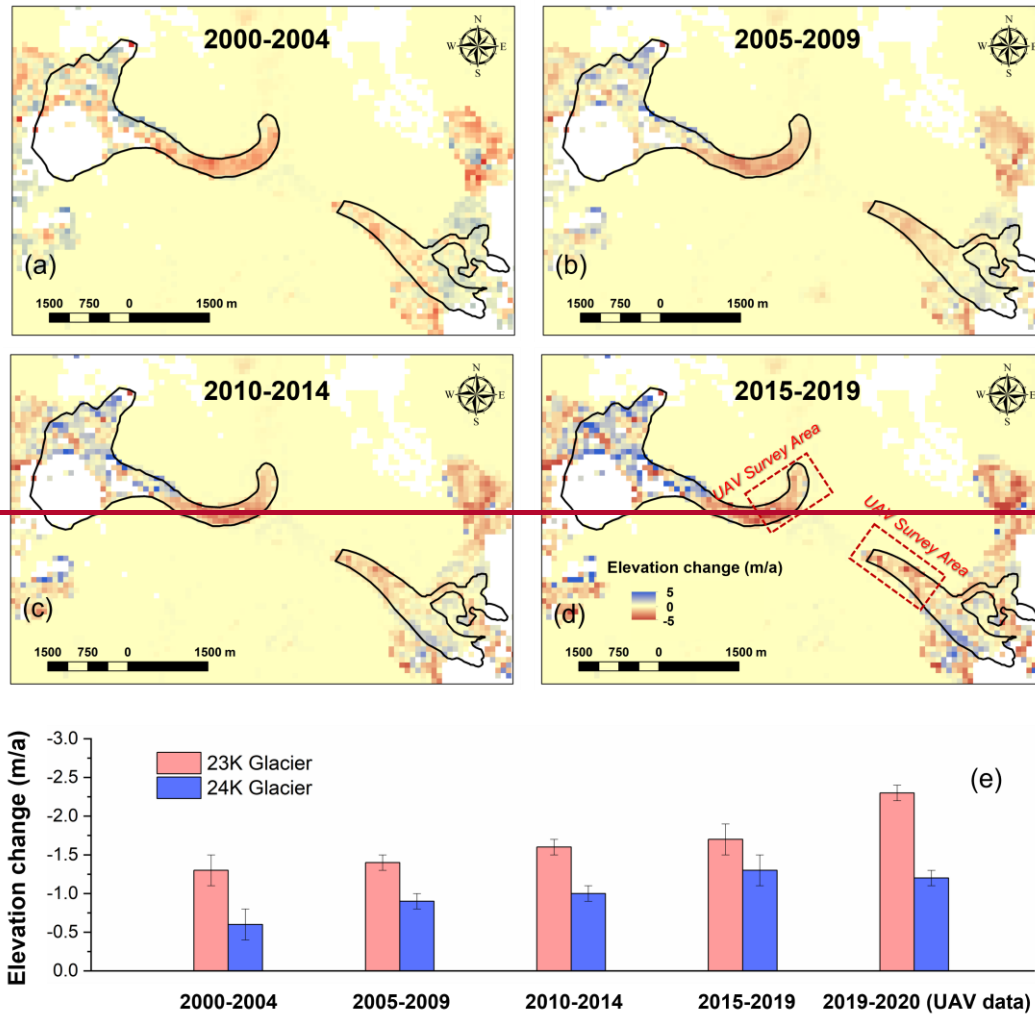 2000-2004
N
W E
S
(a)
1500 750 0 1500 m
2005-2009
N
W E
S
(b)
1500 750 0 1500 m
2010-2014
N
W E
S
(c)
1500 750 0 1500 m
2015-2019
N
W E
S
UAV Survey Area
UAV Survey Area
Elevation change (m/a)
5
0
-5
(d)
1500 750 0 1500 m
Elevation change (m/a)
-3.0
-2.5
-2.0
-1.5
-1.0
-0.5
0.0
23K Glacier
24K Glacier
(e)
2000-2004 2005-2009 2010-2014 2015-2019 2019-2020 (UAV data)